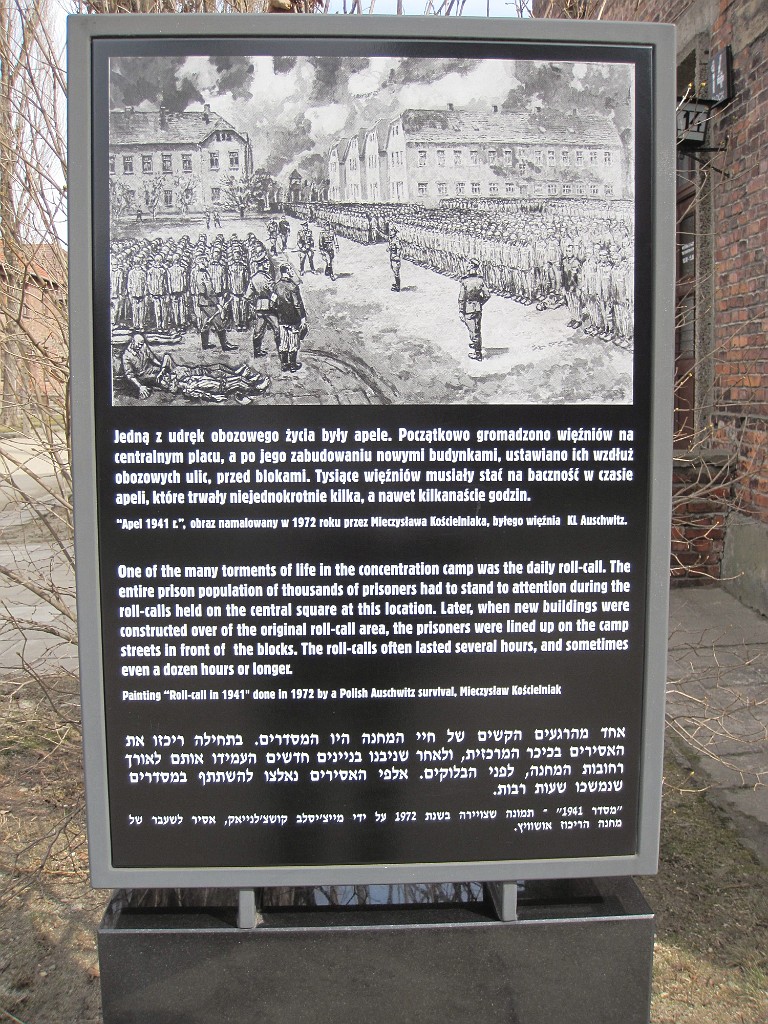 14
Jedną z udręk obozowego życia były apele. Początkowo gromadzono więźniów na
centralnym placu, a po jego zabudowaniu nowymi budynkami, ustawiano ich wzdłuż
obozowych ulic, przed blokami. Tysiące więźniów musiały stać na baczność w czasie
apeli, które trwały niejednokrotnie kilka, a nawet kilkanaście godzin.
"Apel 1941 r.", obraz namalowany w 1972 roku przez Mieczysława Kościelniaka, byłego więźnia KL Auschwitz.
One of the many torments of life in the concentration camp was the daily roll-call. The
entire prison population of thousands of prisoners had to stand to attention during the
roll-calls held on the central square at this location. Later, when new buildings were
constructed over of the original roll-call area, the prisoners were lined up on the camp
streets in front of the blocks. The roll-calls often lasted several hours, and sometimes
even a dozen hours or longer.
Painting "Roll-call in 1941" done in 1972 by a Polish Auschwitz survival, Mieczysław Kościelniak
אחד מהרגעים הקשים של חיי המחנה היו המסדרים. בתחילה ריכזו את
האסירים בכיכר המרכזית, ולאחר שניבנו בניינים חדשים העמידו אותם לאורך
רחובות המחנה, לפני הבלוקים. אלפי האסירים נאלצו להשתתף במסדרים
שנמשכו שעות רבות.
"מסדר 1941" - תמונה שצויירה בשנת 1972 על ידי מייצ'יסלב קושצ'לנייאק, אסיר לשעבר של
מחנה הריכוז אושוויץ.